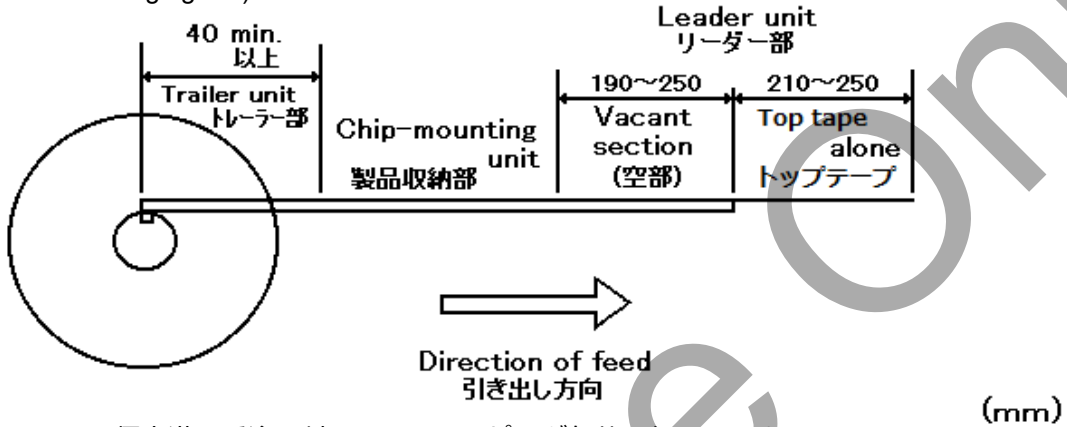 Leader unit
リーダー部
40 min.
以上
Trailer unit
トレーラー部
Chip-mounting
unit
製品収納部
190～250
Vacant
section
(空部)
210～250
Top tape
alone
トップテープ
Direction of feed
引き出し方向
(mm)